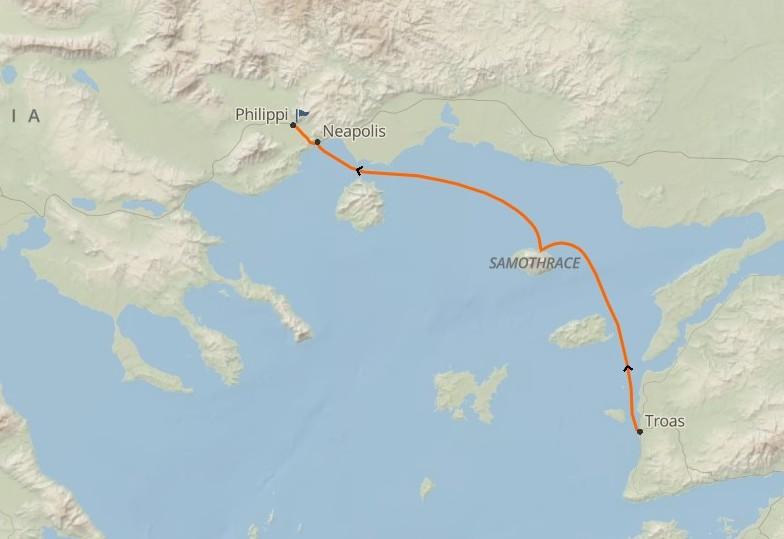 I A
Philippi
Neapolis
SAMOTHRACE
Troas